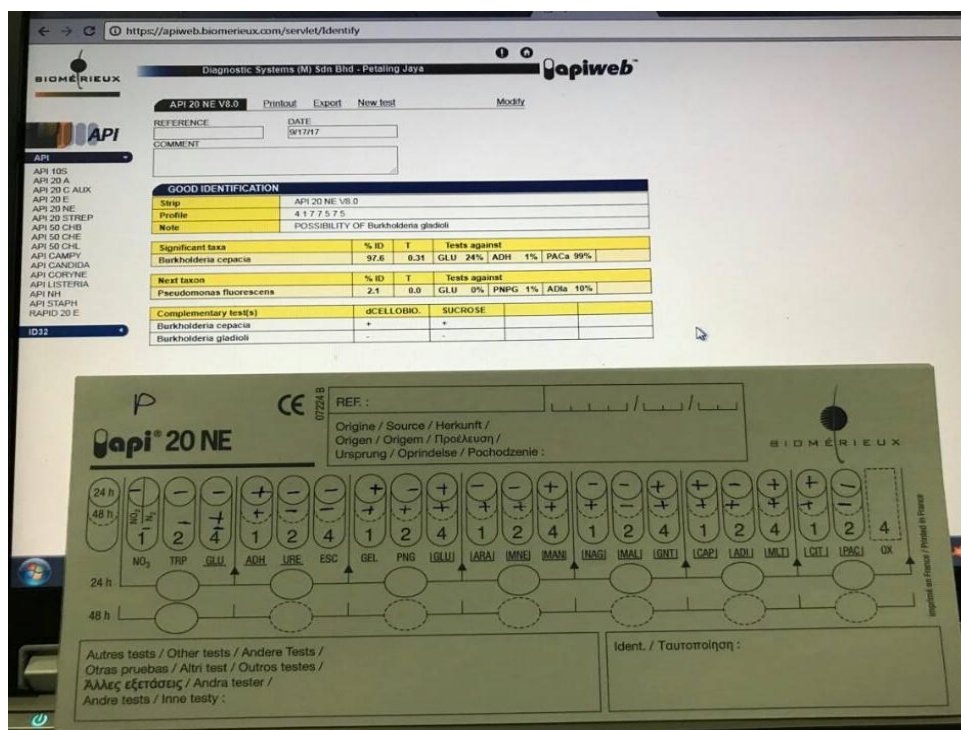 https://apiweb.biomerieux.com/servlet/Identify
BIOMÉRIEUX
Diagnostic Systems (M) Sdn Bhd - Petaling Jaya
apiweb™
API 20 NE V8.0 Printout Export New test Modify
REFERENCE DATE
9/17/17
COMMENT
API
API
API 10S
API 20 A
API 20 C AUX
API 20 E
API 20 NE
API 20 STREP
API 50 CHB
API 50 CHE
API 50 CHL
API CAMPY
API CANDIDA
API CORYNE
API LISTERIA
API NH
API STAPH
RAPID 20 E
ID32
GOOD IDENTIFICATION
Strip API 20 NE V8.0
Profile 4 1 7 7 5 7 5
Note POSSIBILITY OF Burkholderia gladioli
Significant taxa % ID T Tests against
Burkholderia cepacia 97.6 0.31 GLU 24% ADH 1% PACa 99%
Next taxon % ID T Tests against
Pseudomonas fluorescens 2.1 0.0 GLU 0% PNPG 1% ADIa 10%
Complementary test(s) dCELLOBIO. SUCROSE
Burkholderia cepacia + +
Burkholderia gladioli - -
P
api® 20 NE
CE
07224 B
REF. :
Origine / Source / Herkunft /
Origen / Origem / Προέλευση /
Ursprung / Oprindelse / Pochodzenie :
BIOMÉRIEUX
24 h − − − + − − + − + − − + + − + + − + + −
48 h
NO₂ N₂
1 2 4 1 2 4 1 2 4 1 2 4 1 2 4 1 2 4 1 2 4
NO₃ TRP GLU ADH URE ESC GEL PNG |GLU| |ARA| |MNE| |MAN| |NAG| |MAL| |GNT| |CAP| |ADI| |MLT| |CIT| |PAC| OX
24 h
48 h
Imprimé en France / Printed in France
Autres tests / Other tests / Andere Tests /
Otras pruebas / Altri test / Outros testes /
Άλλες εξετάσεις / Andra tester /
Andre tests / Inne testy :
Ident. / Ταυτοποίηση :